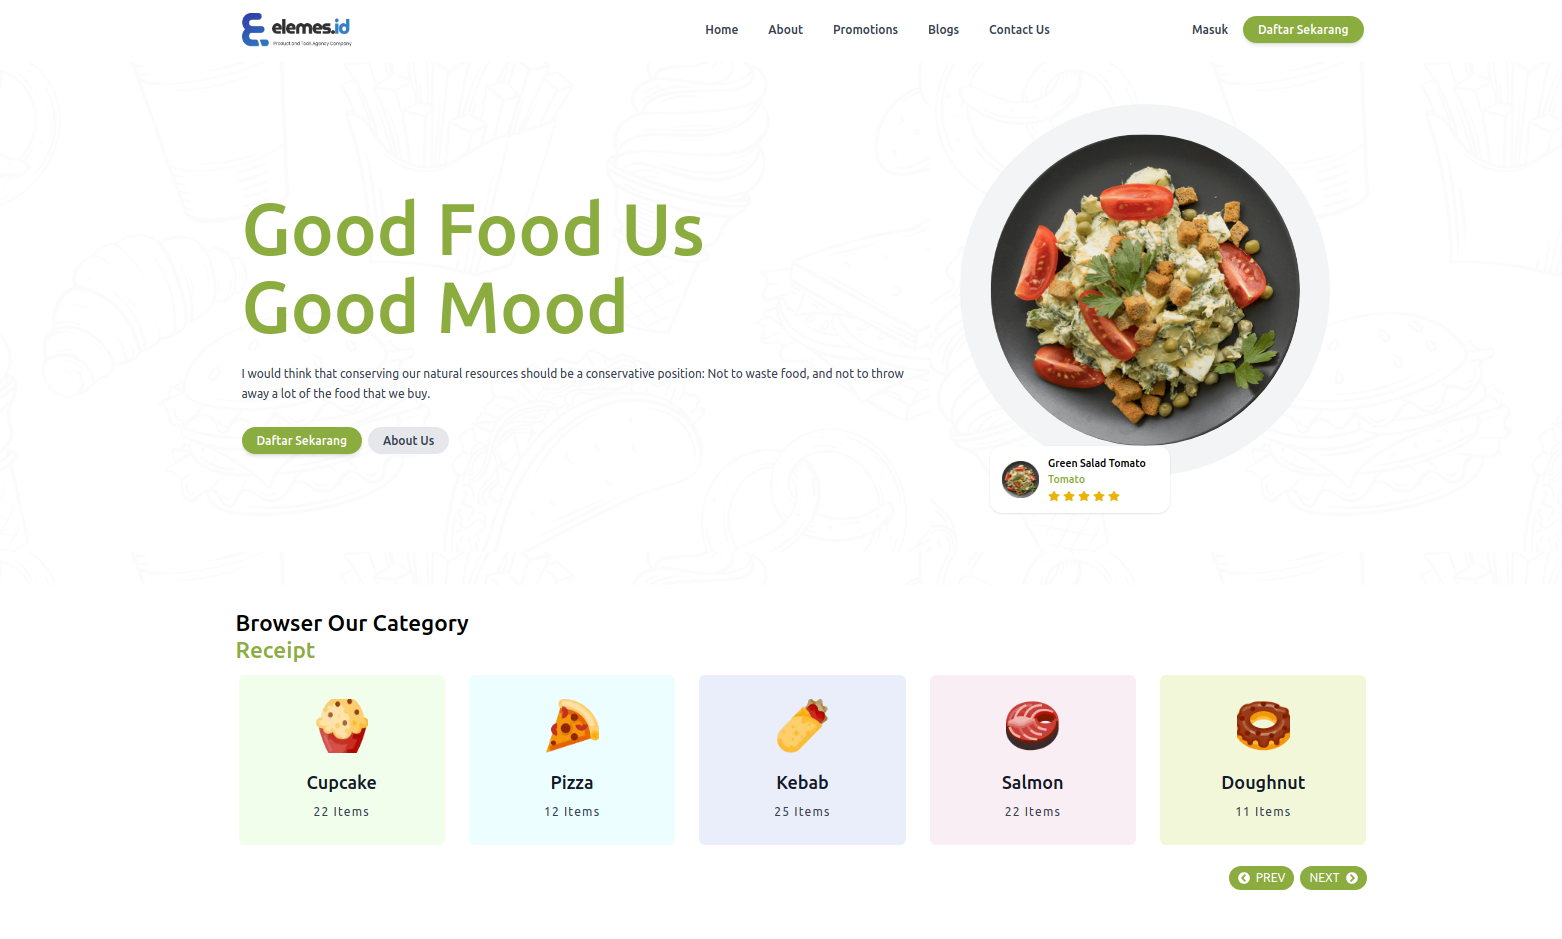 elemes.id
Product and Tech Agency Company
Home
About
Promotions
Blogs
Contact Us
Masuk
Daftar Sekarang
Good Food Us
Good Mood
I would think that conserving our natural resources should be a conservative position: Not to waste food, and not to throw
away a lot of the food that we buy.
Daftar Sekarang
About Us
Green Salad Tomato
Tomato
Browser Our Category
Receipt
Cupcake
22 Items
Pizza
12 Items
Kebab
25 Items
Salmon
22 Items
Doughnut
11 Items
PREV
NEXT